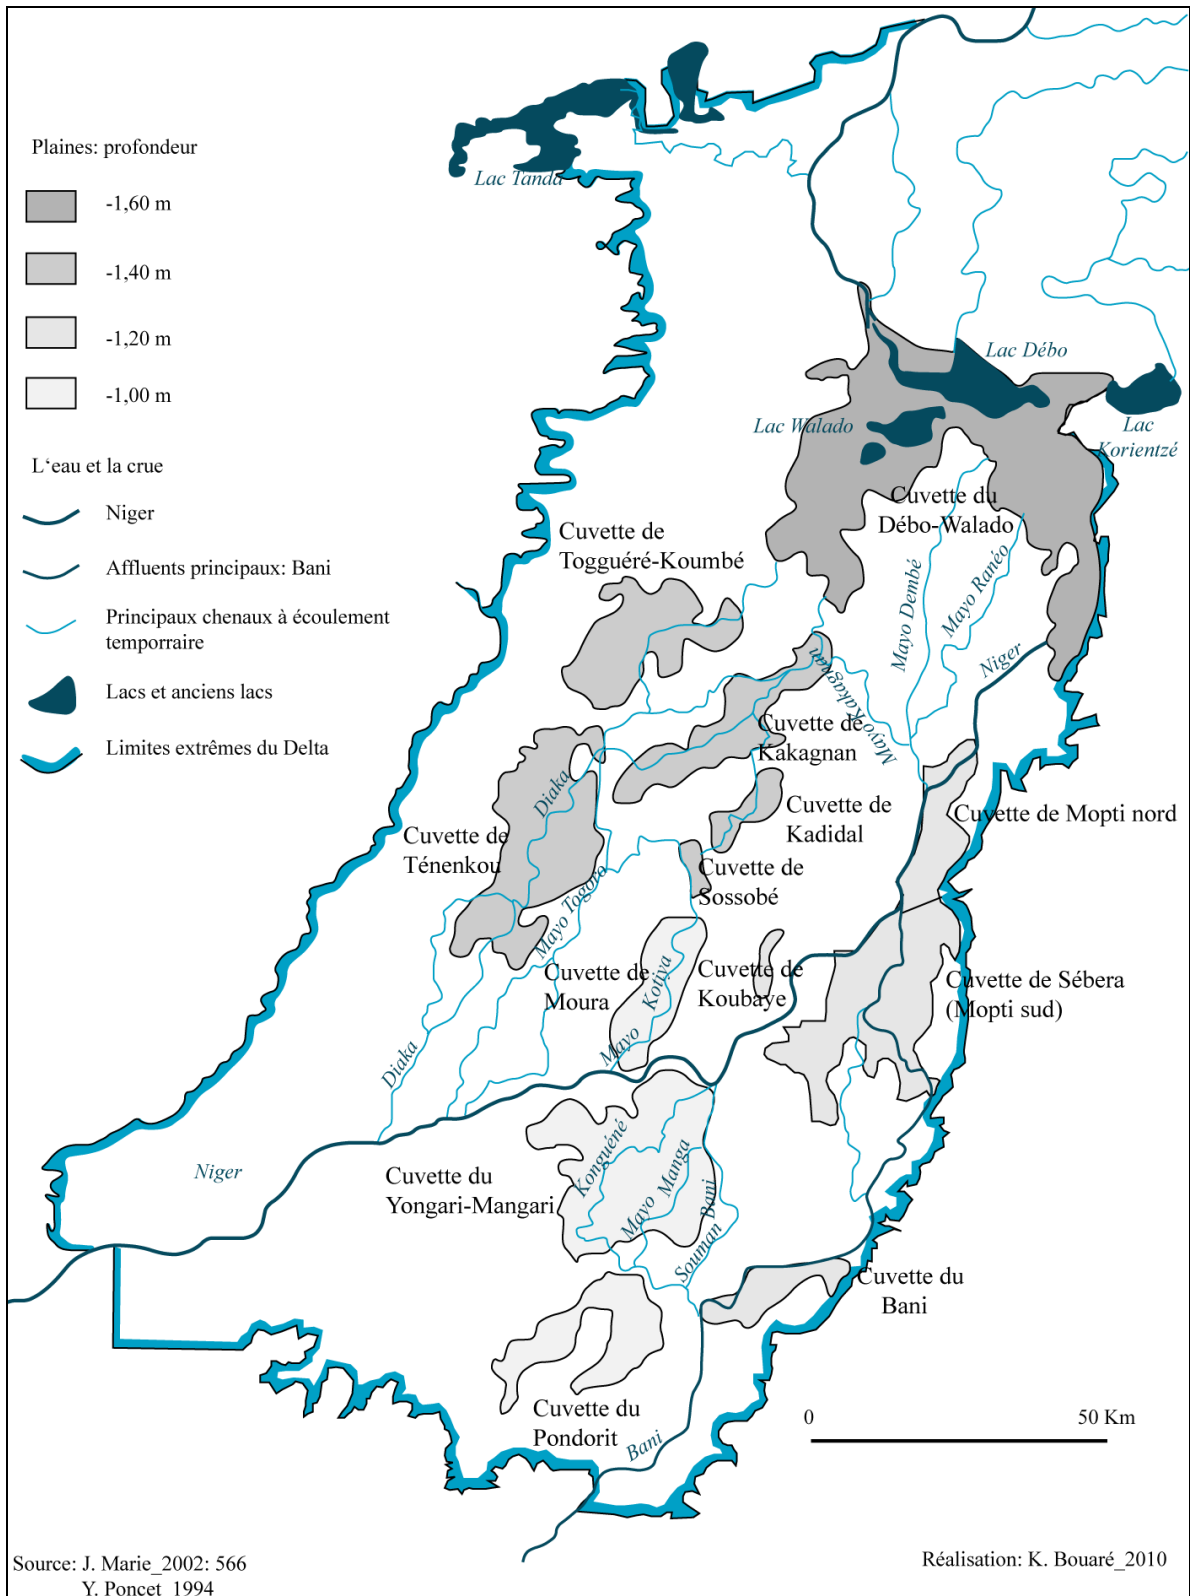 Plaines: profondeur
-1,60 m
-1,40 m
-1,20 m
-1,00 m
L'eau et la crue
Niger
Affluents principaux: Bani
Principaux chenaux à écoulement
temporraire
Lacs et anciens lacs
Limites extrêmes du Delta
Lac Tanda
Lac Débo
Lac Walado
Lac
Korientzé
Cuvette du
Débo-Walado
Cuvette de
Togguéré-Koumbé
Mayo Dembé
Mayo Ranéo
Niger
Mayo Kakagnan
Cuvette de
Kakagnan
Diaka
Cuvette de
Ténenkou
Cuvette de
Kadidal
Cuvette de Mopti nord
Cuvette de
Sossobé
Mayo Togoro
Cuvette de
Moura
Mayo Kotiya
Cuvette de
Koubaye
Cuvette de Sébera
(Mopti sud)
Diaka
Niger
Cuvette du
Yongari-Mangari
Konguéné
Mayo Manga
Souman Bani
Cuvette du
Bani
Cuvette du
Pondorit
Bani
0 50 Km
Source: J. Marie_2002: 566
Y. Poncet_1994
Réalisation: K. Bouaré_2010